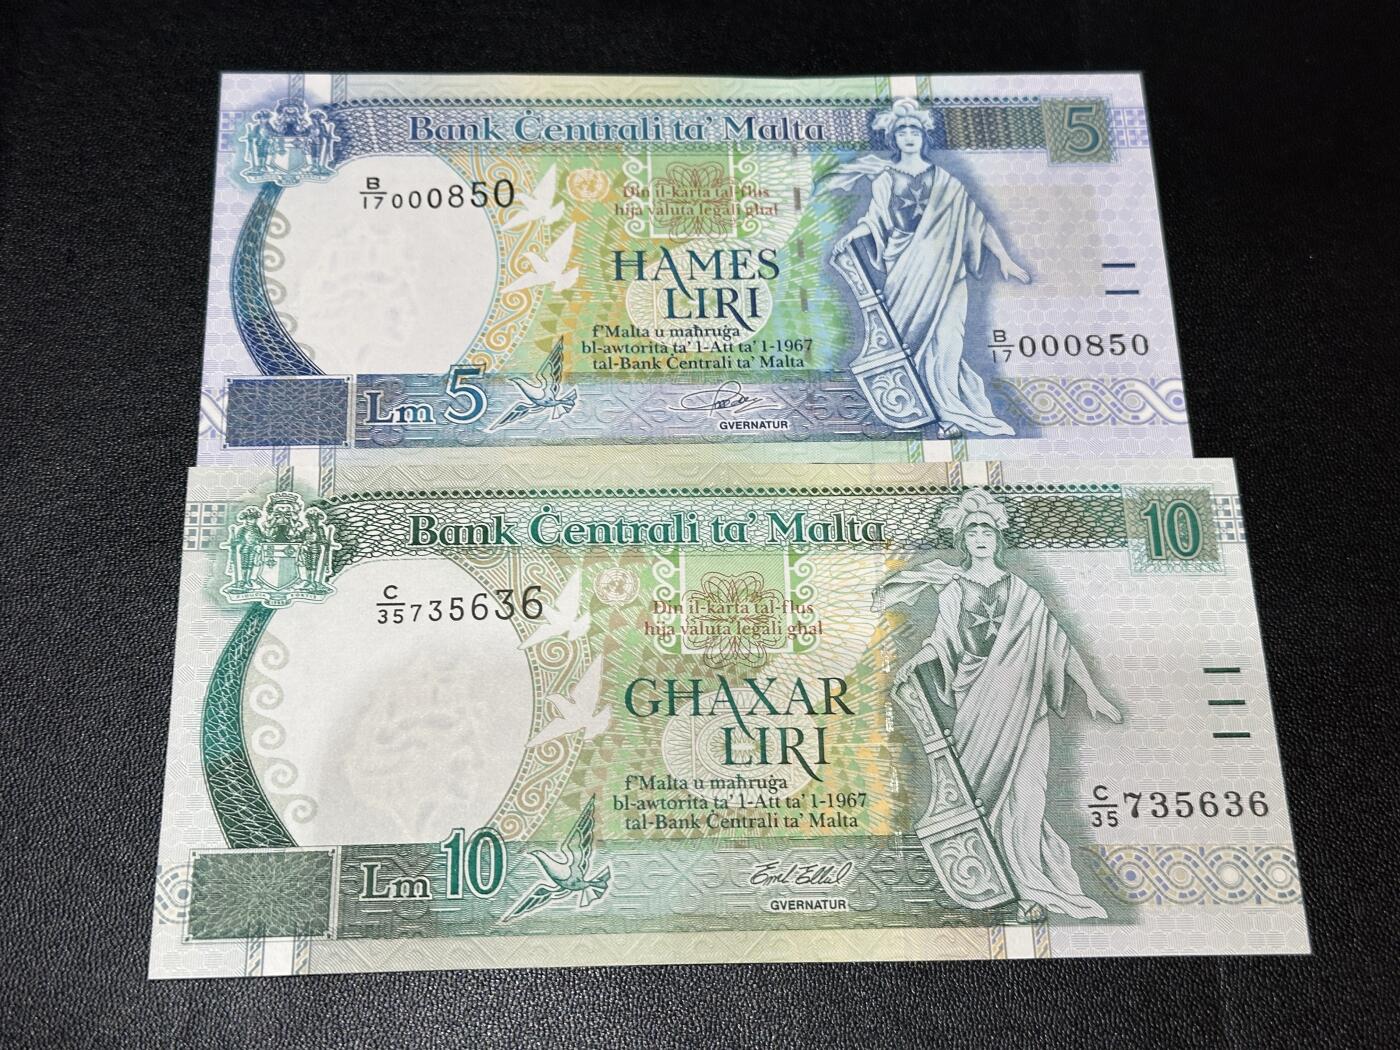 Bank Ċentrali ta' Malta
5
B/17 000850
Din il-karta tal-flus
hija valuta legali għal
ĦAMES
LIRI
f'Malta u maħruġa
bl-awtorità ta' l-Att ta' l-1967
tal-Bank Ċentrali ta' Malta
B/17 000850
Lm 5
GVERNATUR
Bank Ċentrali ta' Malta
10
C/35 735636
Din il-karta tal-flus
hija valuta legali għal
GĦAXAR
LIRI
f'Malta u maħruġa
bl-awtorità ta' l-Att ta' l-1967
tal-Bank Ċentrali ta' Malta
C/35 735636
Lm 10
GVERNATUR